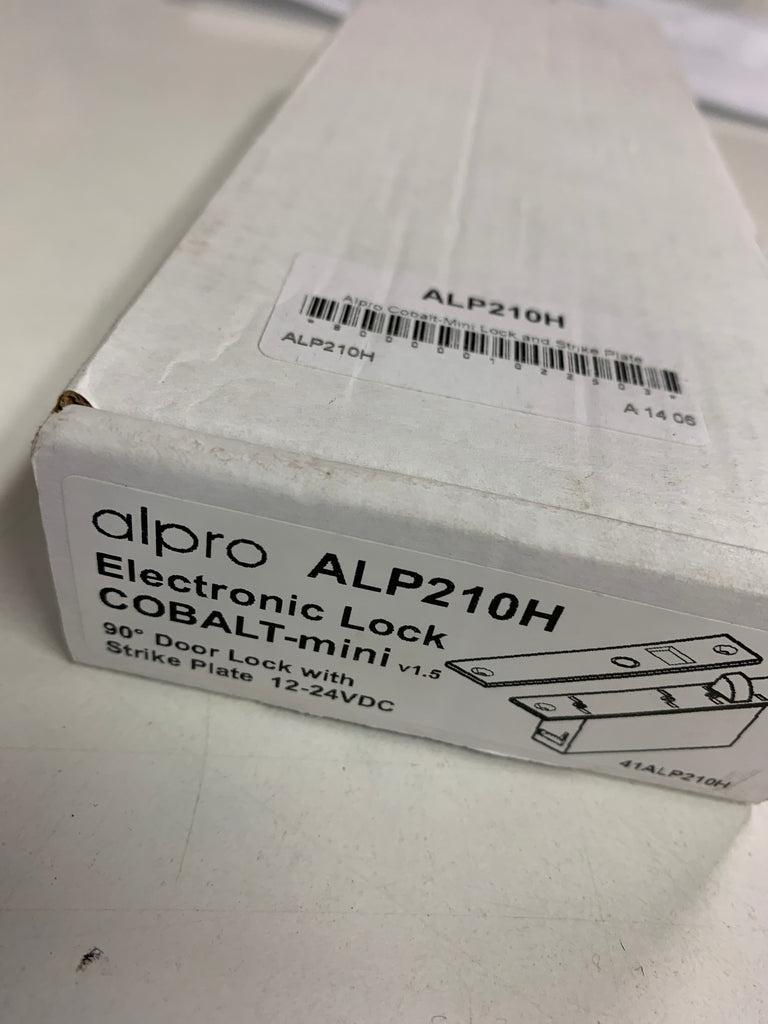 ALP210H
Alpro Cobalt-Mini Lock and Strike Plate
ALP210H
A 14 06
alpro ALP210H
Electronic Lock
COBALT-mini v1.5
90° Door Lock with
Strike Plate 12-24VDC
41ALP210H